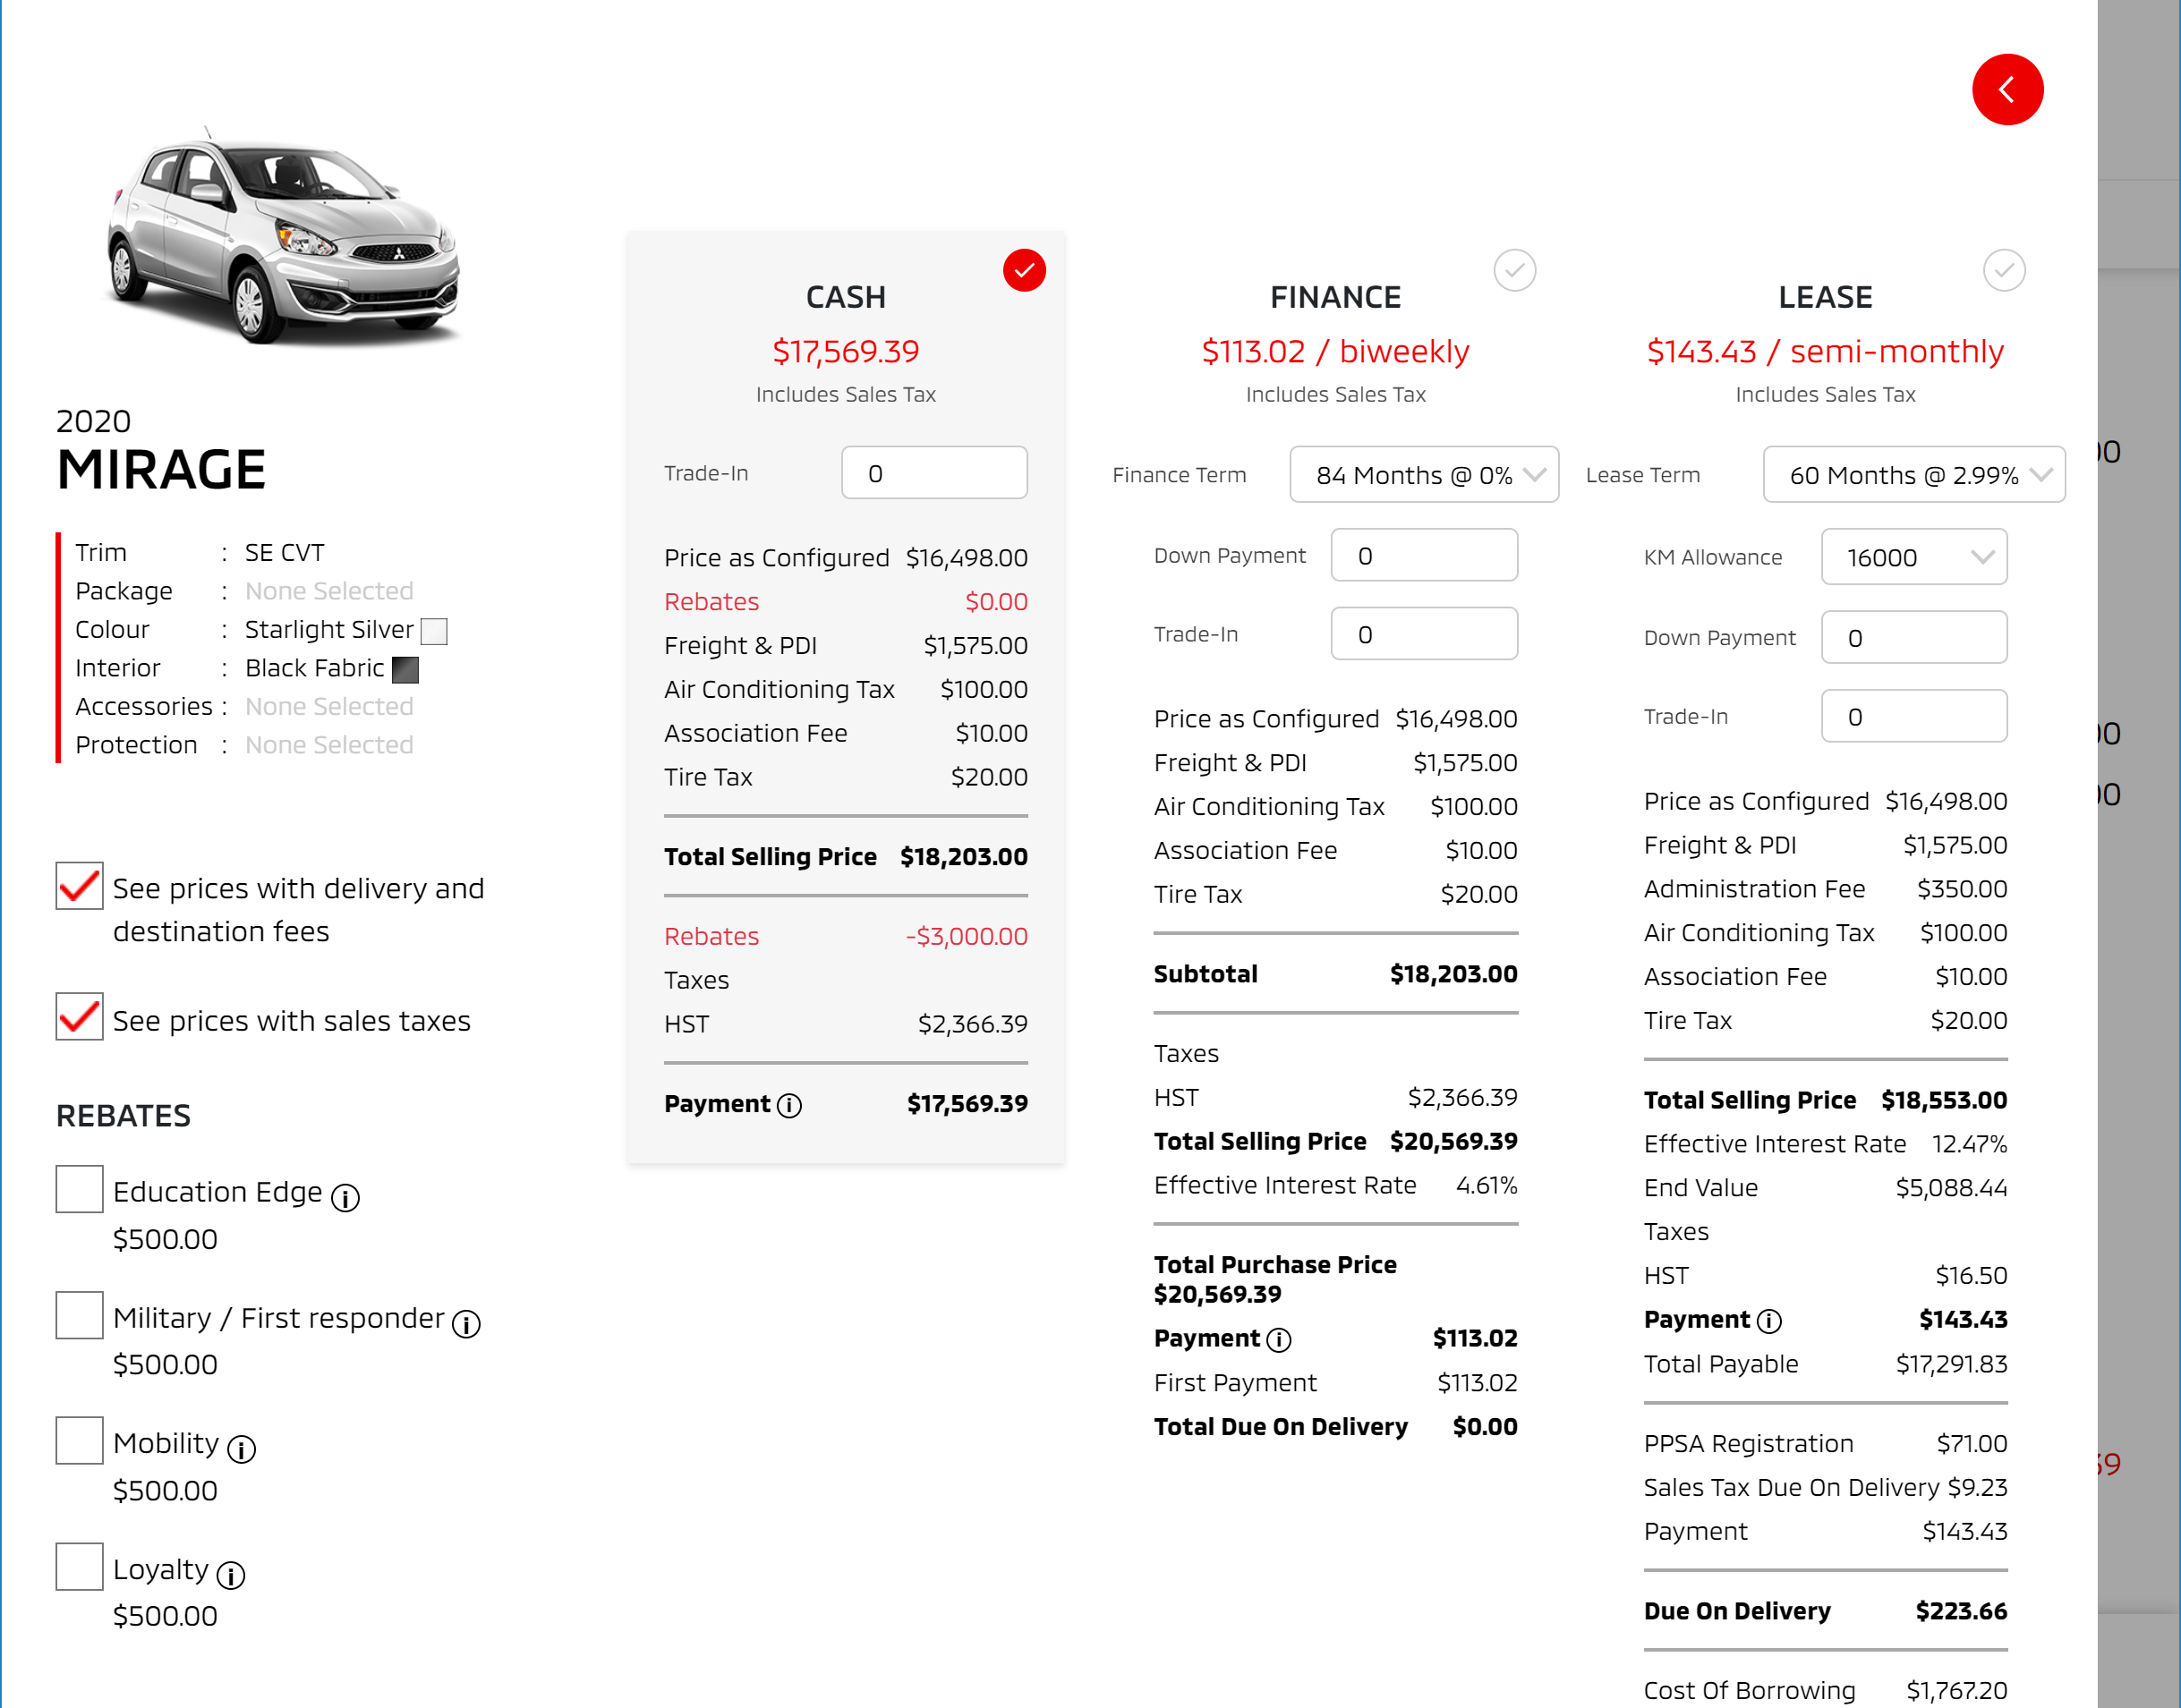 2020
MIRAGE
Trim : SE CVT
Package : None Selected
Colour : Starlight Silver
Interior : Black Fabric
Accessories : None Selected
Protection : None Selected
See prices with delivery and
destination fees
See prices with sales taxes
REBATES
Education Edge
$500.00
Military / First responder
$500.00
Mobility
$500.00
Loyalty
$500.00
CASH
$17,569.39
Includes Sales Tax
Trade-In 0
Price as Configured $16,498.00
Rebates $0.00
Freight & PDI $1,575.00
Air Conditioning Tax $100.00
Association Fee $10.00
Tire Tax $20.00
Total Selling Price $18,203.00
Rebates -$3,000.00
Taxes
HST $2,366.39
Payment $17,569.39
FINANCE
$113.02 / biweekly
Includes Sales Tax
Finance Term 84 Months @ 0%
Down Payment 0
Trade-In 0
Price as Configured $16,498.00
Freight & PDI $1,575.00
Air Conditioning Tax $100.00
Association Fee $10.00
Tire Tax $20.00
Subtotal $18,203.00
Taxes
HST $2,366.39
Total Selling Price $20,569.39
Effective Interest Rate 4.61%
Total Purchase Price
$20,569.39
Payment $113.02
First Payment $113.02
Total Due On Delivery $0.00
LEASE
$143.43 / semi-monthly
Includes Sales Tax
Lease Term 60 Months @ 2.99%
KM Allowance 16000
Down Payment 0
Trade-In 0
Price as Configured $16,498.00
Freight & PDI $1,575.00
Administration Fee $350.00
Air Conditioning Tax $100.00
Association Fee $10.00
Tire Tax $20.00
Total Selling Price $18,553.00
Effective Interest Rate 12.47%
End Value $5,088.44
Taxes
HST $16.50
Payment $143.43
Total Payable $17,291.83
PPSA Registration $71.00
Sales Tax Due On Delivery $9.23
Payment $143.43
Due On Delivery $223.66
Cost Of Borrowing $1,767.20